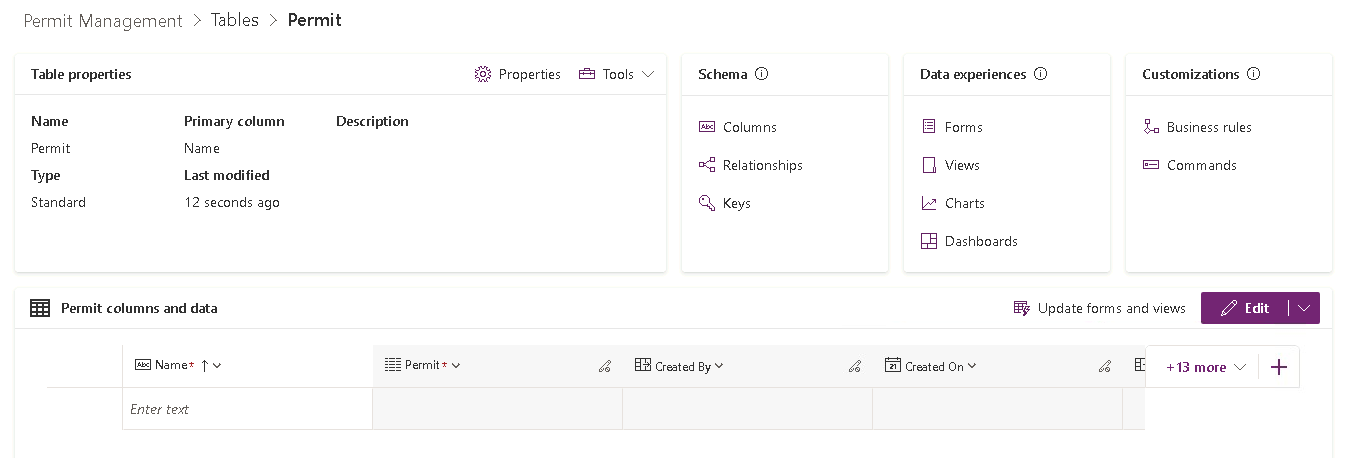 Permit Management > Tables > Permit
Table properties
Properties
Tools
Name
Primary column
Description
Permit
Name
Type
Last modified
Standard
12 seconds ago
Schema
Columns
Relationships
Keys
Data experiences
Forms
Views
Charts
Dashboards
Customizations
Business rules
Commands
Permit columns and data
Update forms and views
Edit
Name*
Permit*
Created By
Created On
+13 more
Enter text